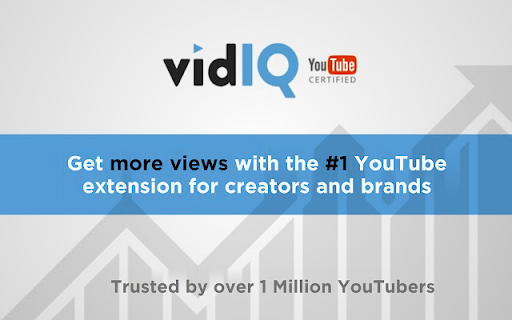 vidIQ
YouTube
CERTIFIED
Get more views with the #1 YouTube
extension for creators and brands
Trusted by over 1 Million YouTubers